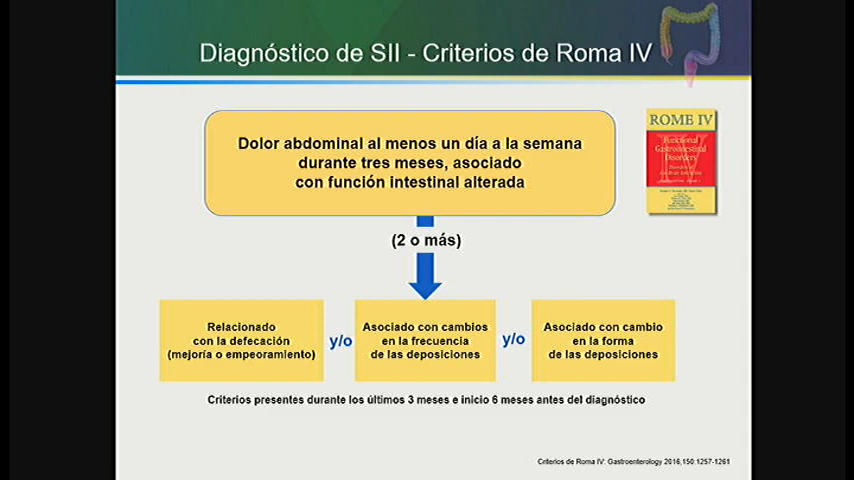 Diagnóstico de SII - Criterios de Roma IV
Dolor abdominal al menos un día a la semana
durante tres meses, asociado
con función intestinal alterada
ROME IV
Functional
Gastrointestinal
Disorders
(2 o más)
Relacionado
con la defecación
(mejoría o empeoramiento)
y/o
Asociado con cambios
en la frecuencia
de las deposiciones
y/o
Asociado con cambio
en la forma
de las deposiciones
Criterios presentes durante los últimos 3 meses e inicio 6 meses antes del diagnóstico
Criterios de Roma IV: Gastroenterology 2016;150:1257-1261